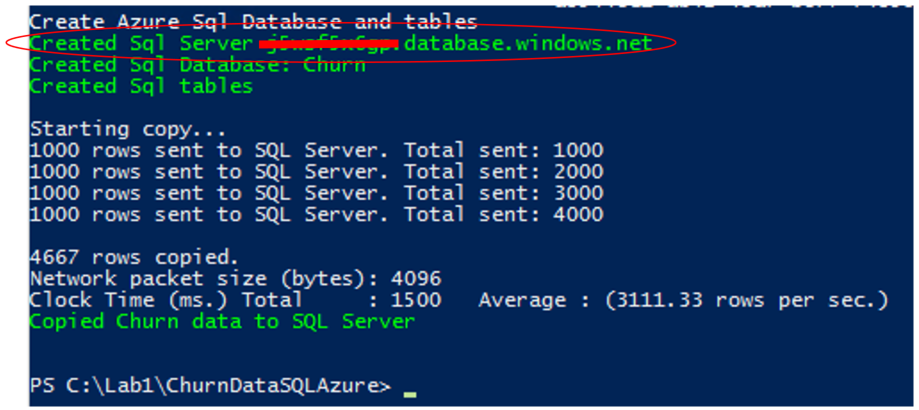 Create Azure Sql Database and tables
Created Sql Server database.windows.net
Created Sql Database: Churn
Created Sql tables
Starting copy...
1000 rows sent to SQL Server. Total sent: 1000
1000 rows sent to SQL Server. Total sent: 2000
1000 rows sent to SQL Server. Total sent: 3000
1000 rows sent to SQL Server. Total sent: 4000
4667 rows copied.
Network packet size (bytes): 4096
Clock Time (ms.) Total : 1500 Average : (3111.33 rows per sec.)
Copied Churn data to SQL Server
PS C:\Lab1\ChurnDataSQLAzure> _